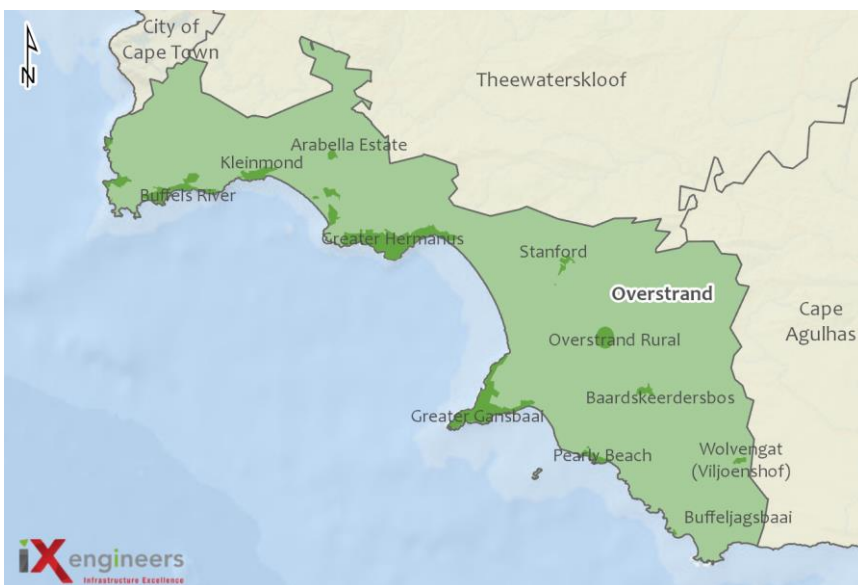 City of
Cape Town
N
Theewaterskloof
Arabella Estate
Kleinmond
Buffels River
Greater Hermanus
Stanford
Overstrand
Cape
Agulhas
Overstrand Rural
Baardskeerdersbos
Greater Gansbaai
Pearly Beach
Wolvengat
(Viljoenshof)
Buffeljagsbaai
iX engineers
Infrastructure Excellence